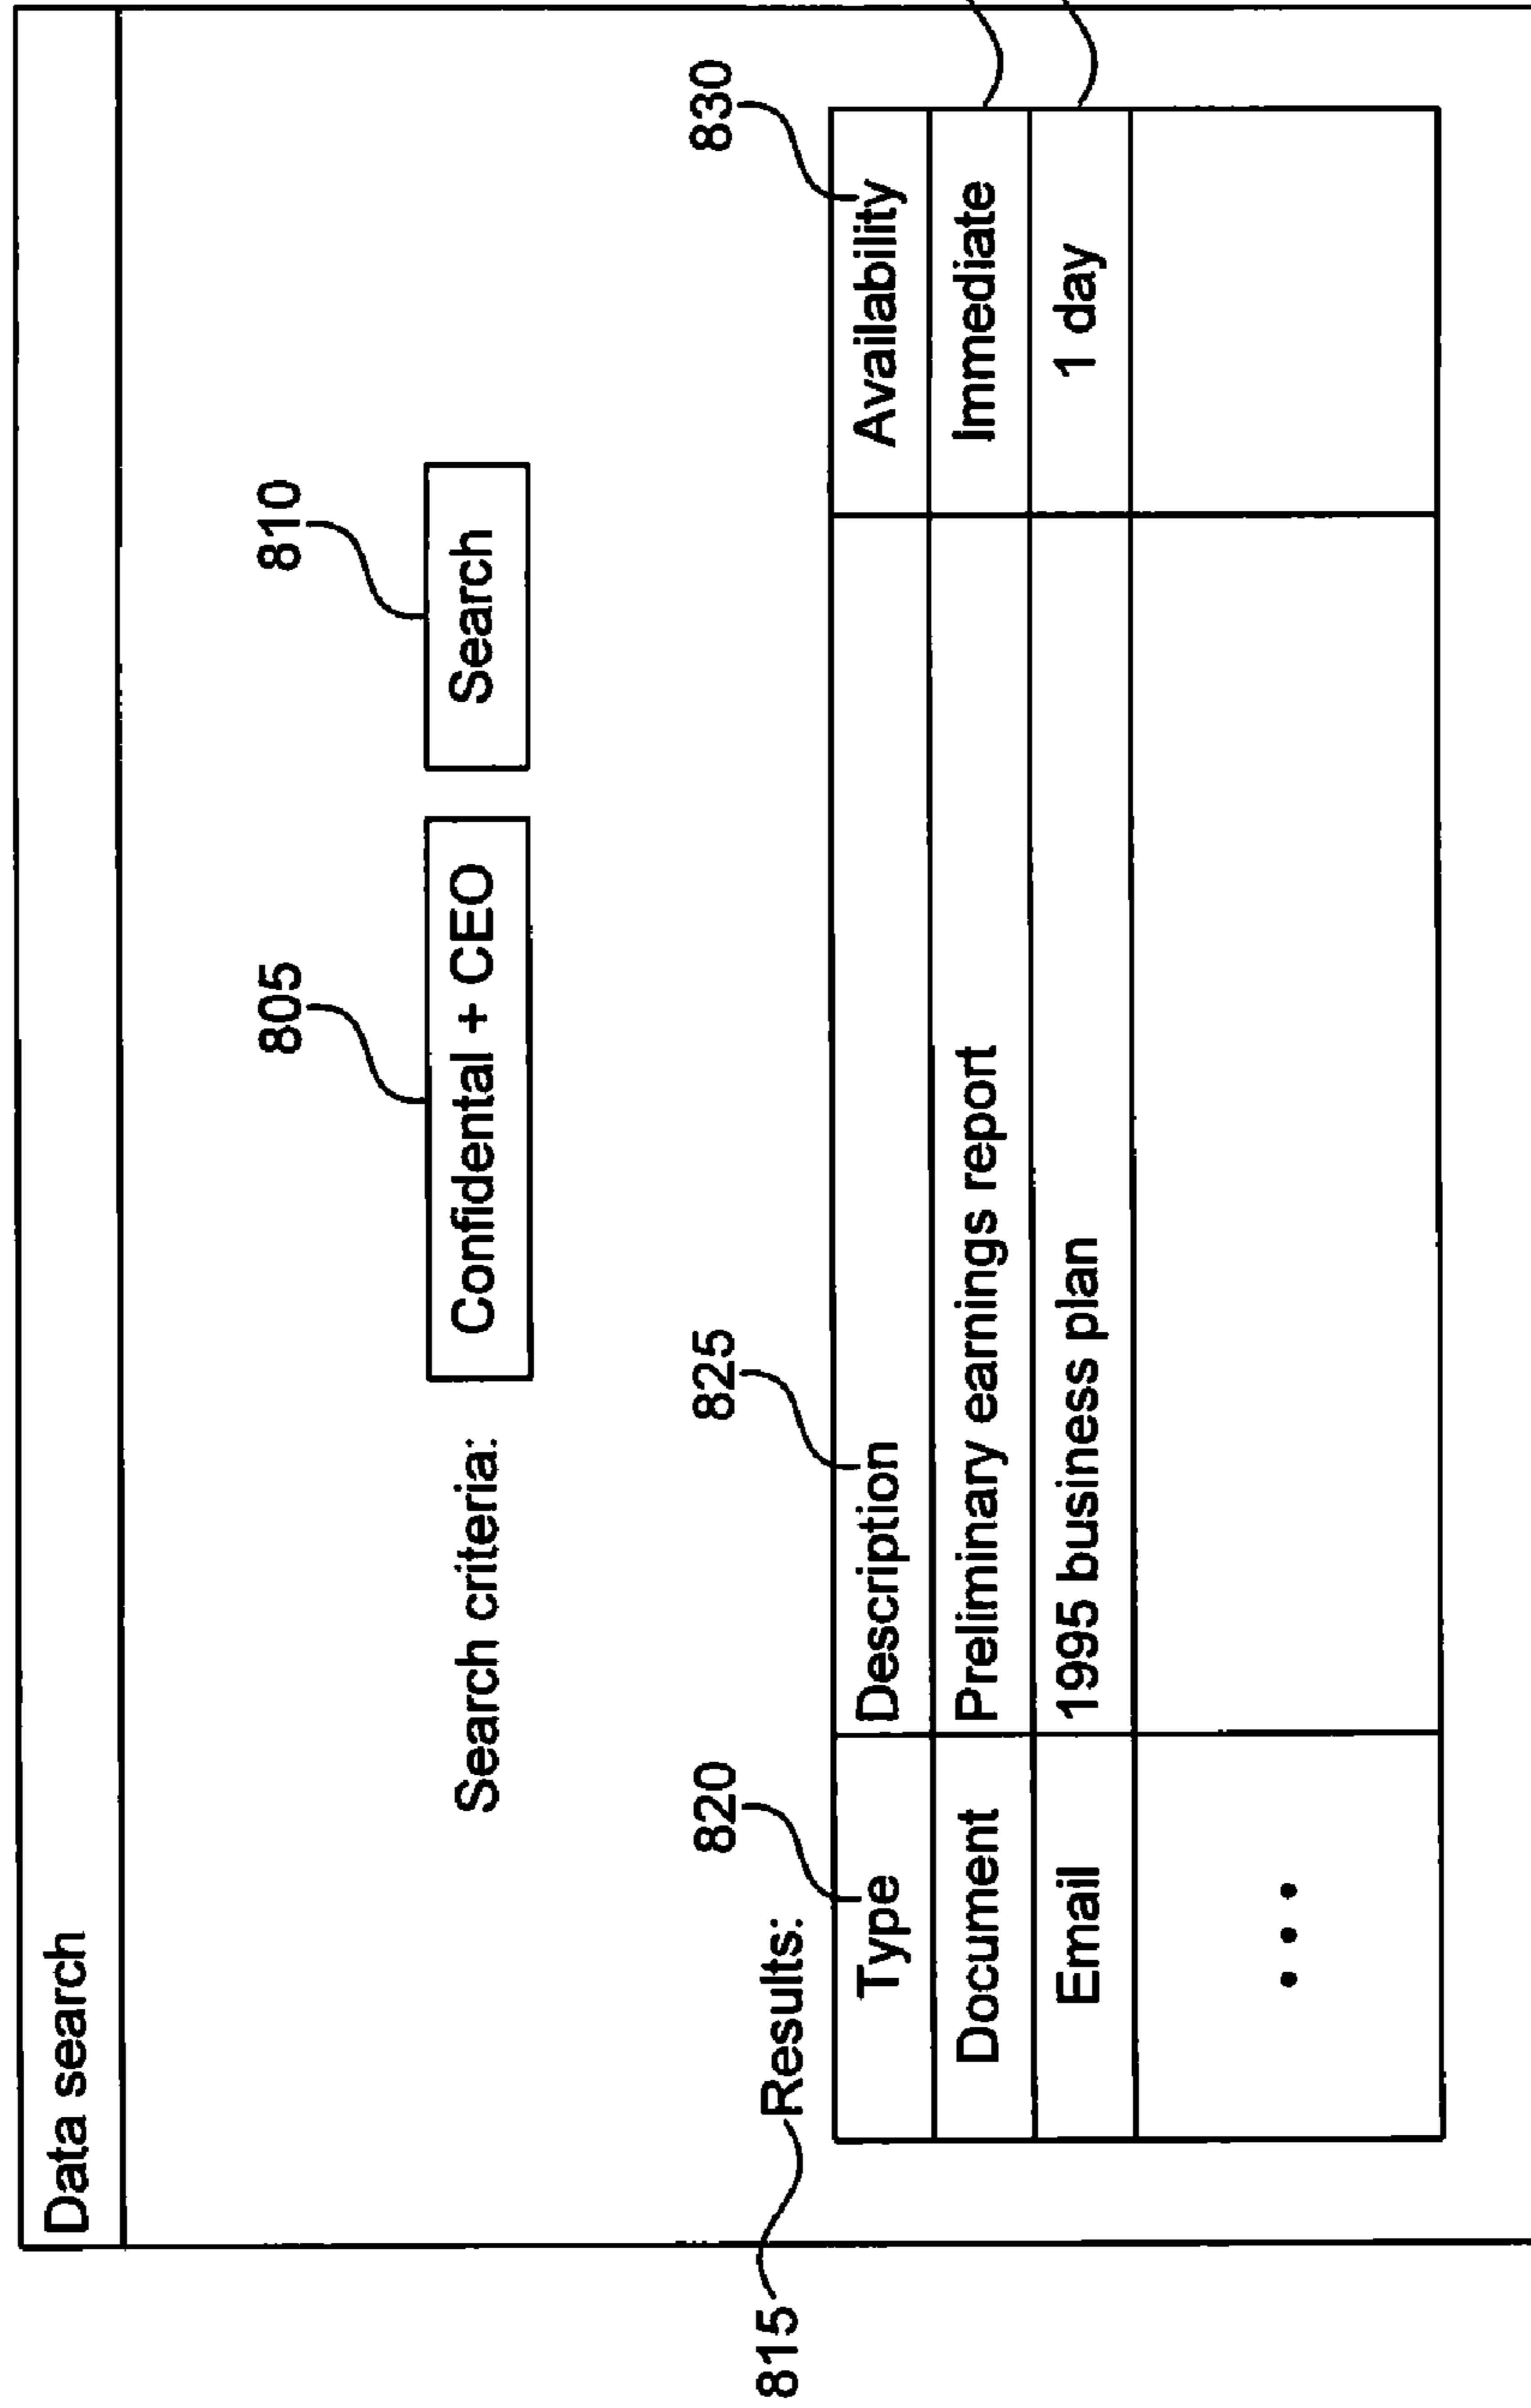 Data search
805 810
Search criteria: Confidental + CEO Search
815 Results: 820 825 830
Type Description Availability
Document Preliminary earnings report Immediate
Email 1995 business plan 1 day
• • •